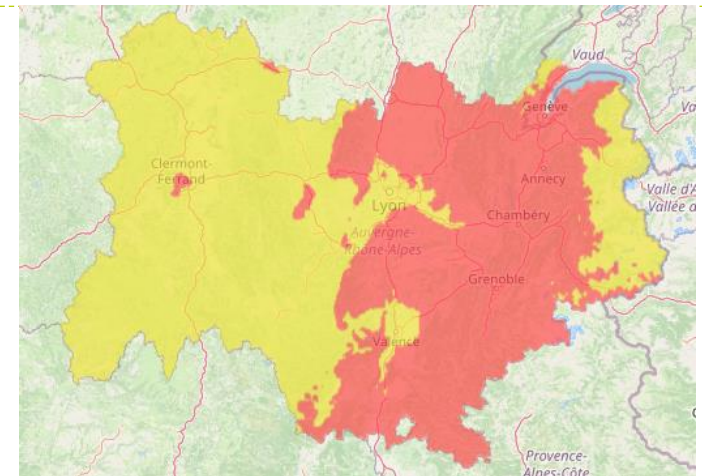 Vaud
Genève
Clermont-
Ferrand
Annecy
Valle d'A
Vallée d
Lyon
Chambéry
Auvergne-
Rhône-Alpes
Grenoble
Valence
Provence-
Alpes-Côte